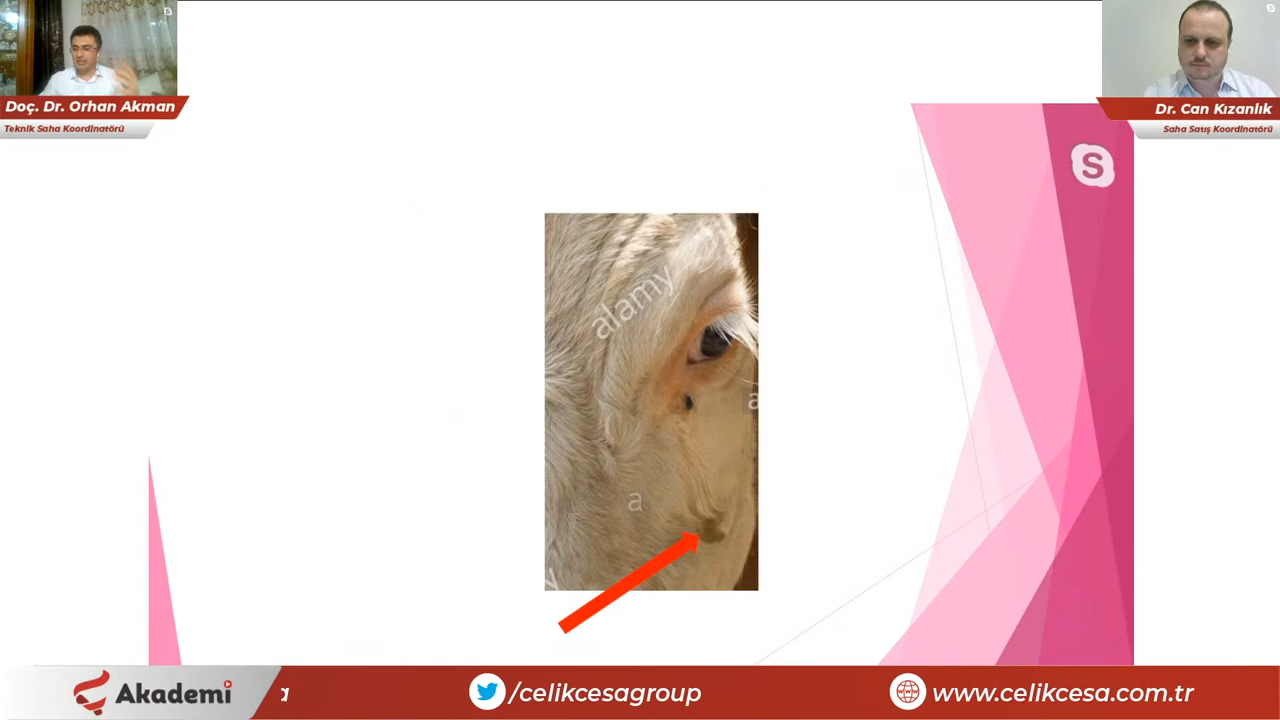 Doç. Dr. Orhan Akman
Teknik Saha Koordinatörü
Dr. Can Kızanlık
Saha Satış Koordinatörü
S
alamy
a
a
y
Akademi
a
/celikcesagroup
www.celikcesa.com.tr